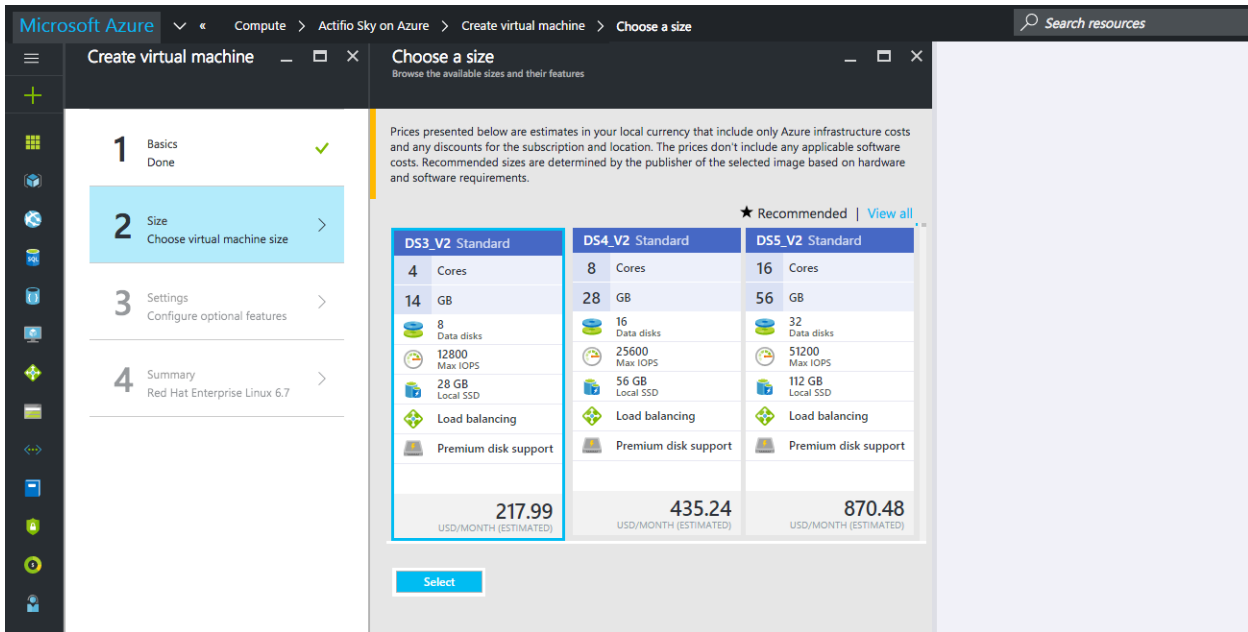 Microsoft Azure
Compute > Actifio Sky on Azure > Create virtual machine > Choose a size
Search resources
Create virtual machine
Choose a size
Browse the available sizes and their features
1
Basics
Done
2
Size
Choose virtual machine size
3
Settings
Configure optional features
4
Summary
Red Hat Enterprise Linux 6.7
Prices presented below are estimates in your local currency that include only Azure infrastructure costs
and any discounts for the subscription and location. The prices don't include any applicable software
costs. Recommended sizes are determined by the publisher of the selected image based on hardware
and software requirements.
★ Recommended | View all
DS3_V2 Standard
4 Cores
14 GB
8
Data disks
12800
Max IOPS
28 GB
Local SSD
Load balancing
Premium disk support
217.99
USD/MONTH (ESTIMATED)
DS4_V2 Standard
8 Cores
28 GB
16
Data disks
25600
Max IOPS
56 GB
Local SSD
Load balancing
Premium disk support
435.24
USD/MONTH (ESTIMATED)
DS5_V2 Standard
16 Cores
56 GB
32
Data disks
51200
Max IOPS
112 GB
Local SSD
Load balancing
Premium disk support
870.48
USD/MONTH (ESTIMATED)
Select
SQL